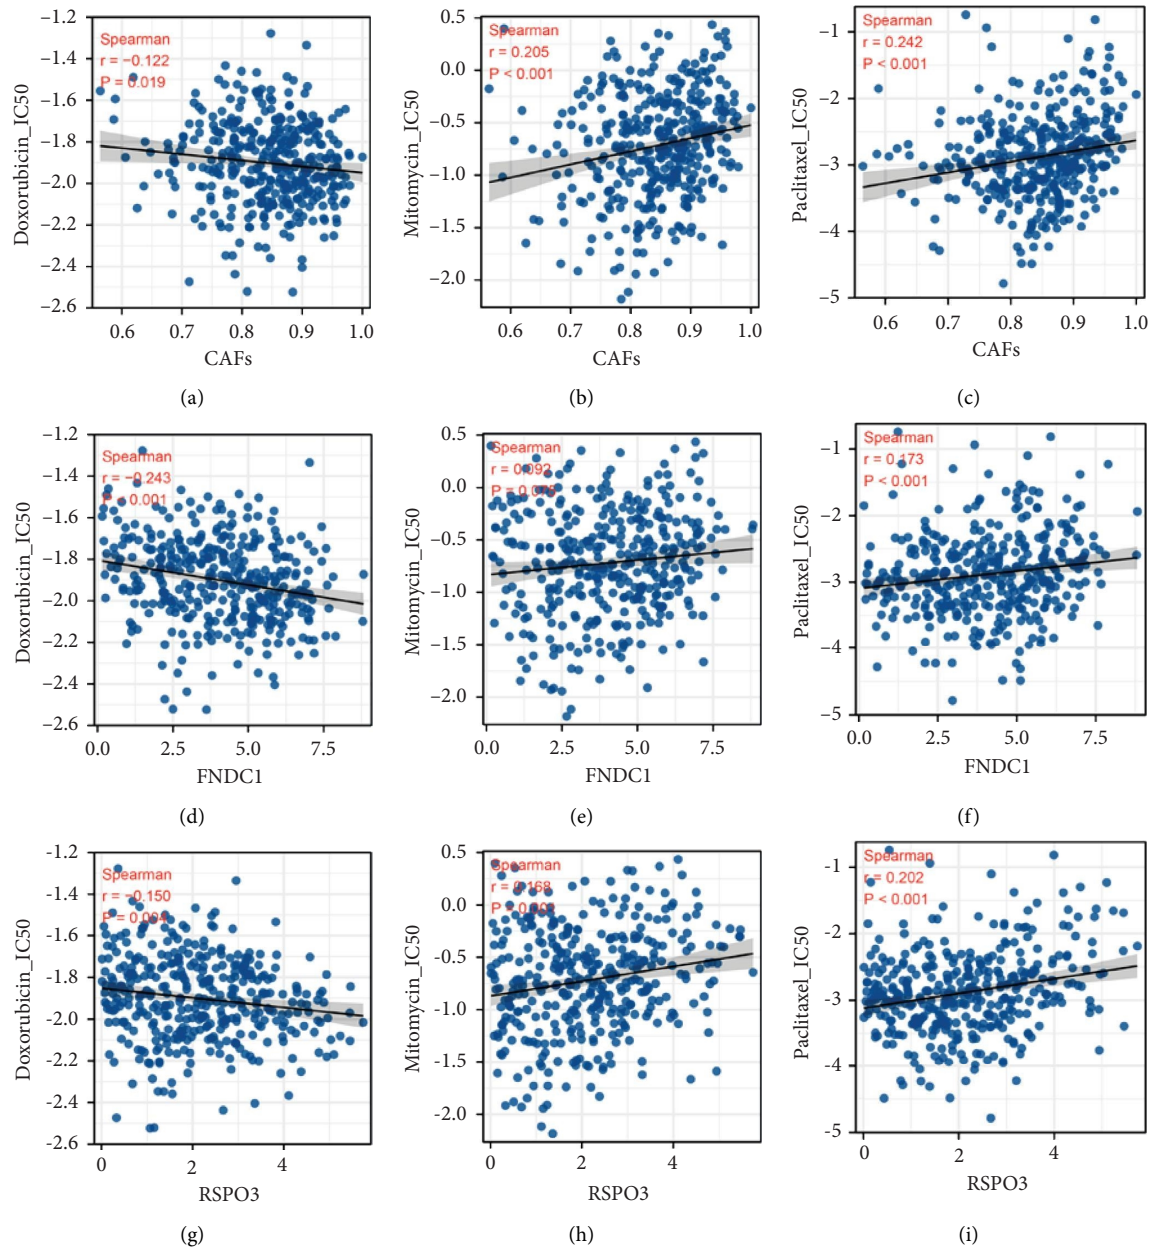 Spearman
r = −0.122
P = 0.019
Doxorubicin_IC50
−1.2
−1.4
−1.6
−1.8
−2.0
−2.2
−2.4
−2.6
0.6 0.7 0.8 0.9 1.0
CAFs
(a)
Spearman
r = 0.205
P < 0.001
Mitomycin_IC50
0.5
0.0
−0.5
−1.0
−1.5
−2.0
0.6 0.7 0.8 0.9 1.0
CAFs
(b)
Spearman
r = 0.242
P < 0.001
Paclitaxel_IC50
−1
−2
−3
−4
−5
0.6 0.7 0.8 0.9 1.0
CAFs
(c)
Spearman
r = −0.243
P < 0.001
Doxorubicin_IC50
−1.2
−1.4
−1.6
−1.8
−2.0
−2.2
−2.4
−2.6
0.0 2.5 5.0 7.5
FNDC1
(d)
Spearman
r = 0.092
P =
Mitomycin_IC50
0.5
0.0
−0.5
−1.0
−1.5
−2.0
0.0 2.5 5.0 7.5
FNDC1
(e)
Spearman
r = 0.173
P < 0.001
Paclitaxel_IC50
−1
−2
−3
−4
−5
0.0 2.5 5.0 7.5
FNDC1
(f)
Spearman
r = −0.150
P = 0.004
Doxorubicin_IC50
-1.2
-1.4
-1.6
-1.8
-2.0
-2.2
-2.4
-2.6
0 2 4
RSPO3
(g)
Spearman
r = 0.168
P =
Mitomycin_IC50
0.5
0.0
-0.5
-1.0
-1.5
-2.0
0 2 4
RSPO3
(h)
Spearman
r = 0.202
P < 0.001
Paclitaxel_IC50
-1
-2
-3
-4
-5
0 2 4
RSPO3
(i)